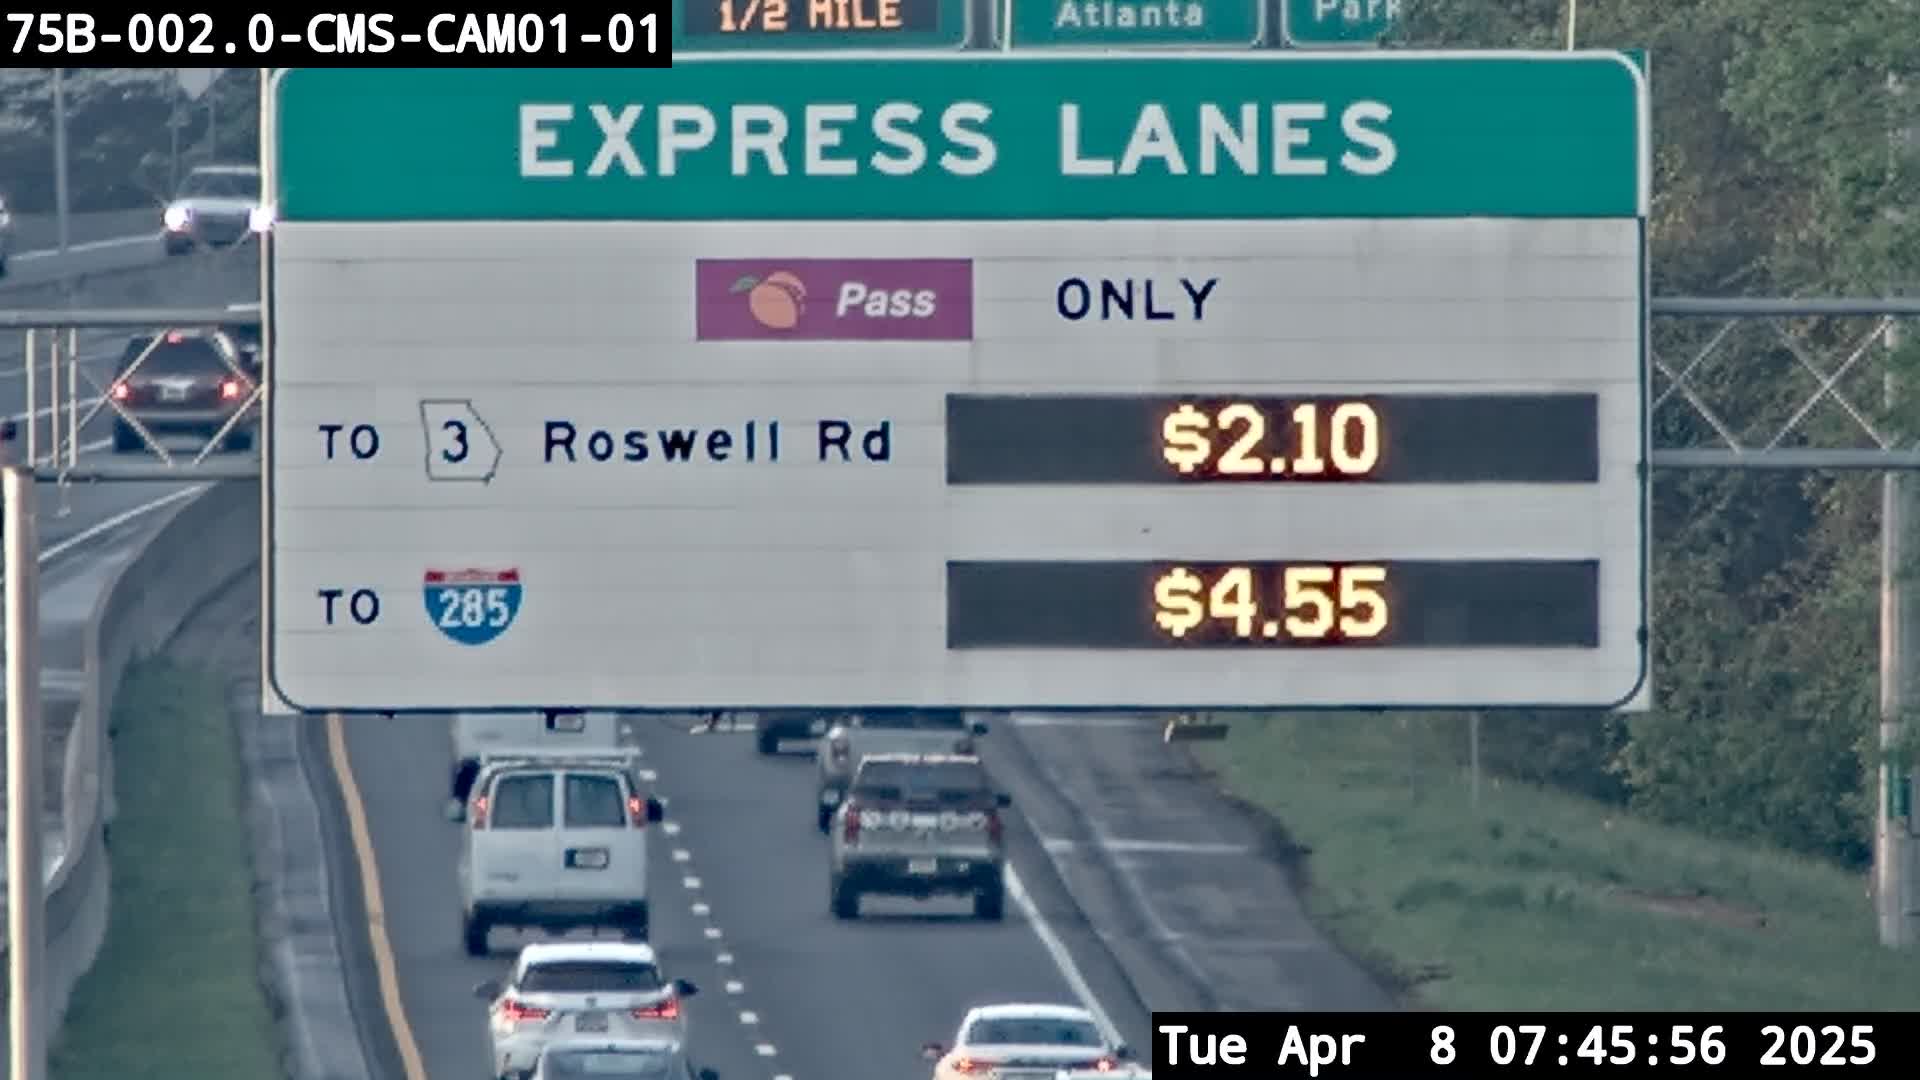 75B-002.0-CMS-CAM01-01
1/2 MILE
Atlanta
Park
EXPRESS LANES
Pass ONLY
TO 3 Roswell Rd $2.10
TO 285 $4.55
Tue Apr 8 07:45:56 2025